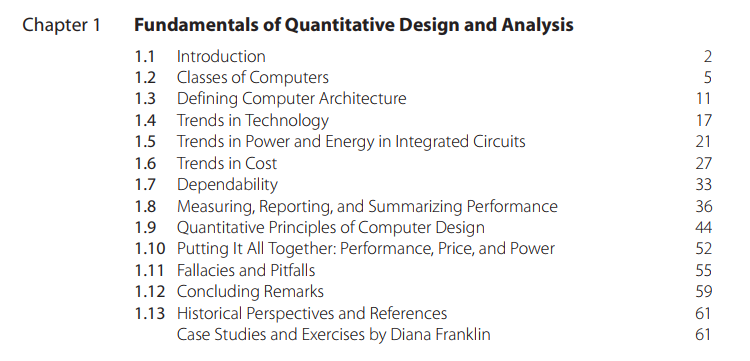 Chapter 1 Fundamentals of Quantitative Design and Analysis
1.1 Introduction 2
1.2 Classes of Computers 5
1.3 Defining Computer Architecture 11
1.4 Trends in Technology 17
1.5 Trends in Power and Energy in Integrated Circuits 21
1.6 Trends in Cost 27
1.7 Dependability 33
1.8 Measuring, Reporting, and Summarizing Performance 36
1.9 Quantitative Principles of Computer Design 44
1.10 Putting It All Together: Performance, Price, and Power 52
1.11 Fallacies and Pitfalls 55
1.12 Concluding Remarks 59
1.13 Historical Perspectives and References 61
Case Studies and Exercises by Diana Franklin 61